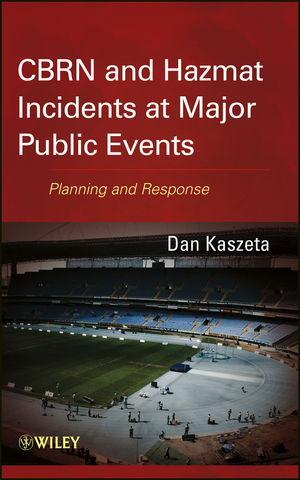 CBRN and Hazmat
Incidents at Major
Public Events
Planning and Response
Dan Kaszeta
WILEY